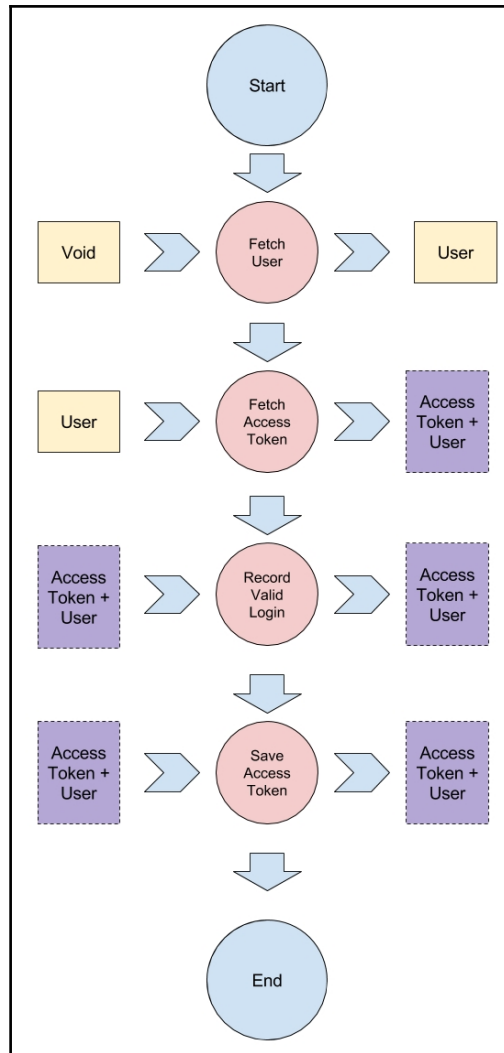 Start
Void
Fetch
User
User
User
Fetch
Access
Token
Access
Token +
User
Access
Token +
User
Record
Valid
Login
Access
Token +
User
Access
Token +
User
Save
Access
Token
Access
Token +
User
End